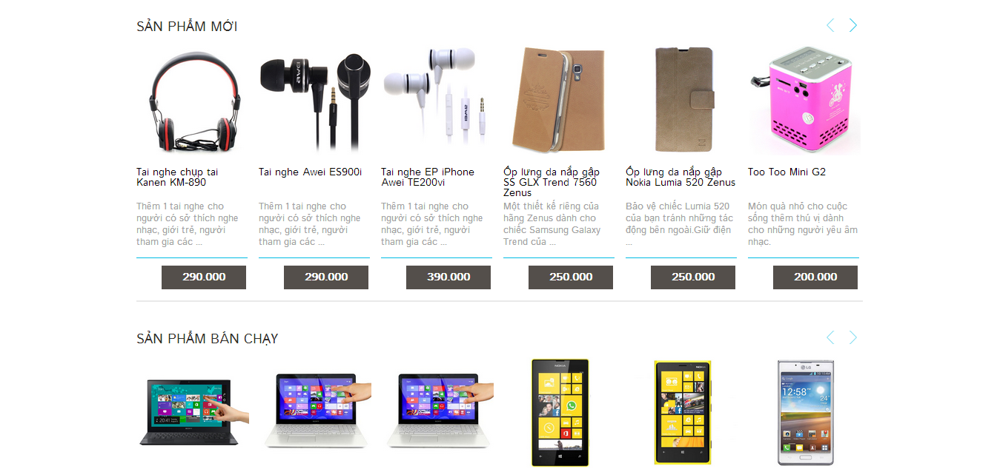 SẢN PHẨM MỚI
Tai nghe chụp tai
Kanen KM-890
Tai nghe Awei ES900i
Tai nghe EP iPhone
Awei TE200vi
Ốp lưng da nắp gập
SS GLX Trend 7560
Zenus
Ốp lưng da nắp gập
Nokia Lumia 520 Zenus
Too Too Mini G2
Thêm 1 tai nghe cho
người có sở thích nghe
nhạc, giới trẻ, người
tham gia các ...
Thêm 1 tai nghe cho
người có sở thích nghe
nhạc, giới trẻ, người
tham gia các ...
Thêm 1 tai nghe cho
người có sở thích nghe
nhạc, giới trẻ, người
tham gia các ...
Một thiết kế riêng của
hãng Zenus dành cho
chiếc Samsung Galaxy
Trend của ...
Bảo vệ chiếc Lumia 520
của bạn tránh những tác
động bên ngoài.Giữ điện
...
Món quà nhỏ cho cuộc
sống thêm thú vị dành
cho những người yêu âm
nhạc.
290.000
290.000
390.000
250.000
250.000
200.000
SẢN PHẨM BÁN CHẠY
20:41
NOKIA
NOKIA
LG
12:58
24°